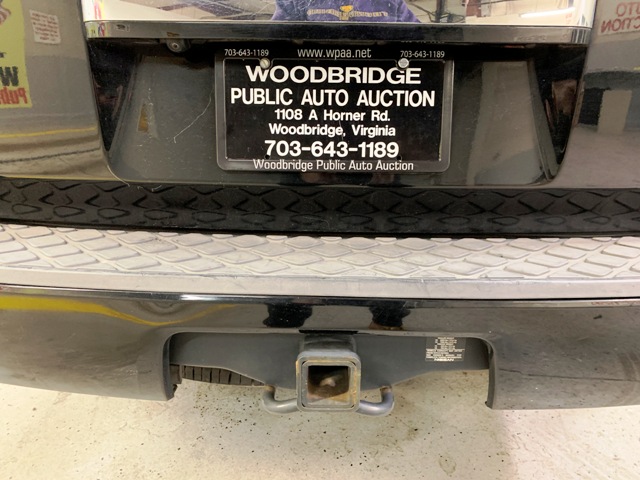 703-643-1189 www.wpaa.net 703-643-1189
WOODBRIDGE
PUBLIC AUTO AUCTION
1108 A Horner Rd.
Woodbridge, Virginia
703-643-1189
Woodbridge Public Auto Auction
NISSAN